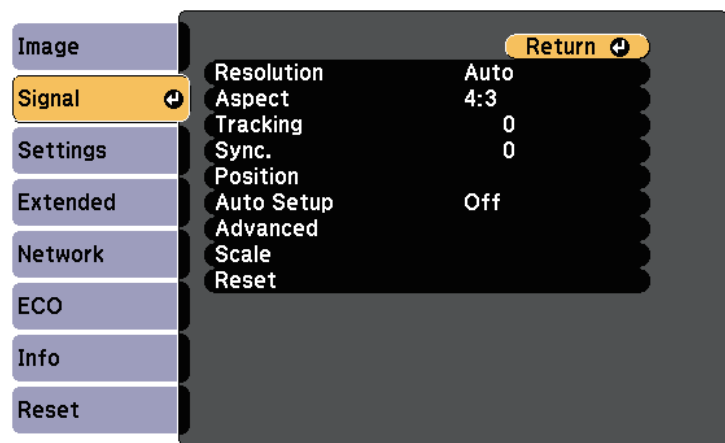 Image
Signal
Settings
Extended
Network
ECO
Info
Reset
Return
Resolution Auto
Aspect 4:3
Tracking 0
Sync. 0
Position
Auto Setup Off
Advanced
Scale
Reset